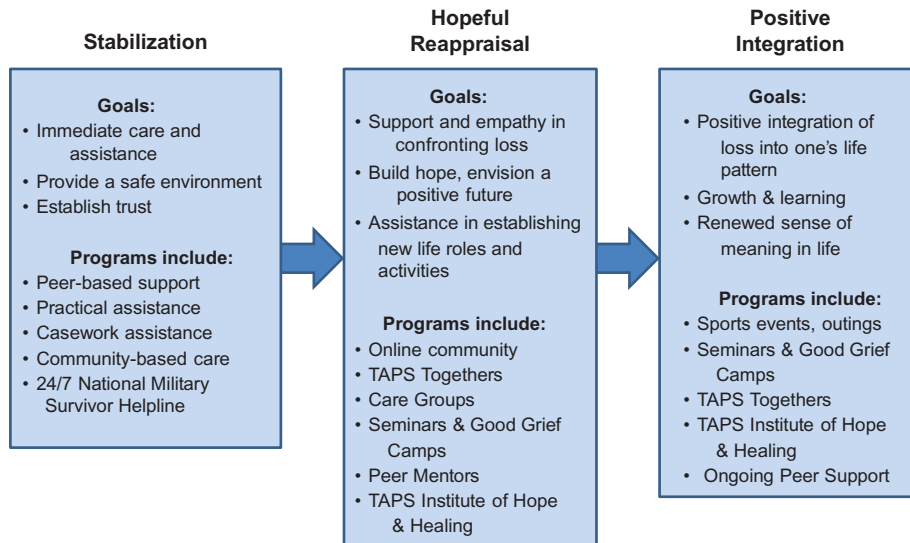 Stabilization
Goals:
• Immediate care and
assistance
• Provide a safe environment
• Establish trust
Programs include:
• Peer-based support
• Practical assistance
• Casework assistance
• Community-based care
• 24/7 National Military
Survivor Helpline
Hopeful
Reappraisal
Goals:
• Support and empathy in
confronting loss
• Build hope, envision a
positive future
• Assistance in establishing
new life roles and
activities
Programs include:
• Online community
• TAPS Togethers
• Care Groups
• Seminars & Good Grief
Camps
• Peer Mentors
• TAPS Institute of Hope
& Healing
Positive
Integration
Goals:
• Positive integration of
loss into one’s life
pattern
• Growth & learning
• Renewed sense of
meaning in life
Programs include:
• Sports events, outings
• Seminars & Good Grief
Camps
• TAPS Togethers
• TAPS Institute of Hope
& Healing
• Ongoing Peer Support